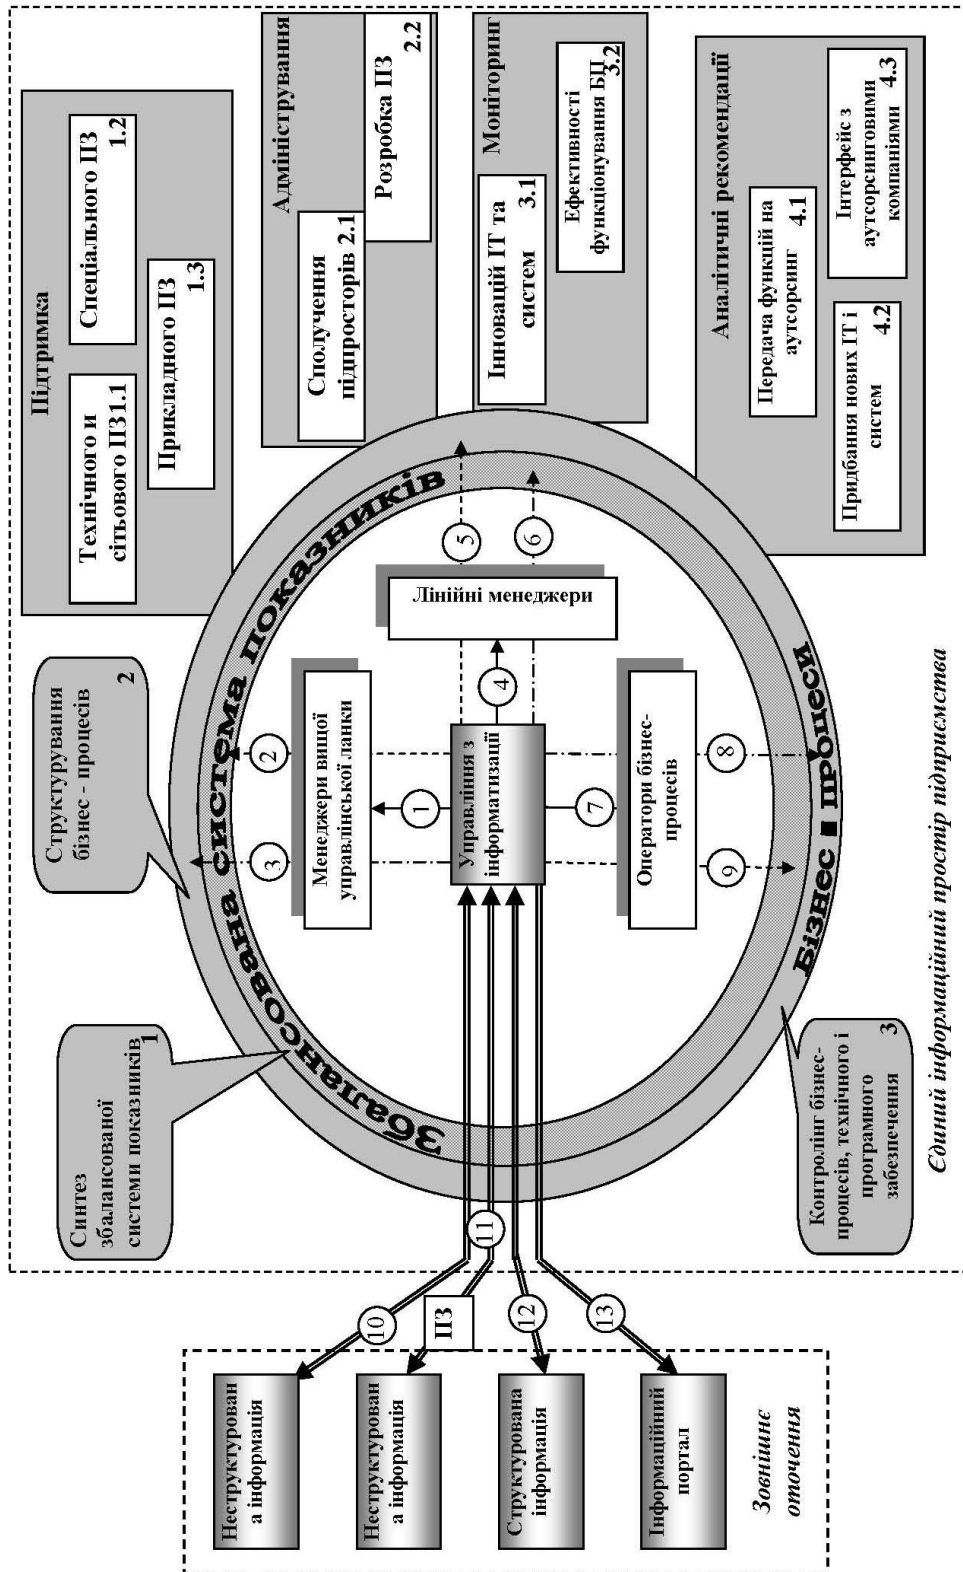 Неструктурован
а інформація
Неструктурован
а інформація
Структурована
інформація
Інформаційний
портал
Зовнішнє
оточення
10
ПЗ
11
12
13
Синтез
збалансованої
системи показників
1
Структурування
бізнес - процесів
2
Контролінг бізнес-
процесів, технічного і
програмного
забезпечення
3
Збалансована система показників
Бізнес процеси
Менеджери вищої
управлінської ланки
Управління з
інформатизації
Оператори бізнес-
процесів
Лінійні менеджери
1
2
3
4
5
6
7
8
9
Підтримка
Технічного и
сітьового ПЗ1.1
Спеціального ПЗ
1.2
Прикладного ПЗ
1.3
Адміністрування
Сполучення
підпросторів 2.1
Розробка ПЗ
2.2
Моніторинг
Інновацій ІТ та
систем
3.1
Ефективності
функціонування БП
3.2
Аналітичні рекомендації
Передача функцій на
аутсорсинг
4.1
Придбання нових ІТ і
систем
4.2
Інтерфейс з
аутсорсинговими
компаніями
4.3
Єдиний інформаційний простір підприємства